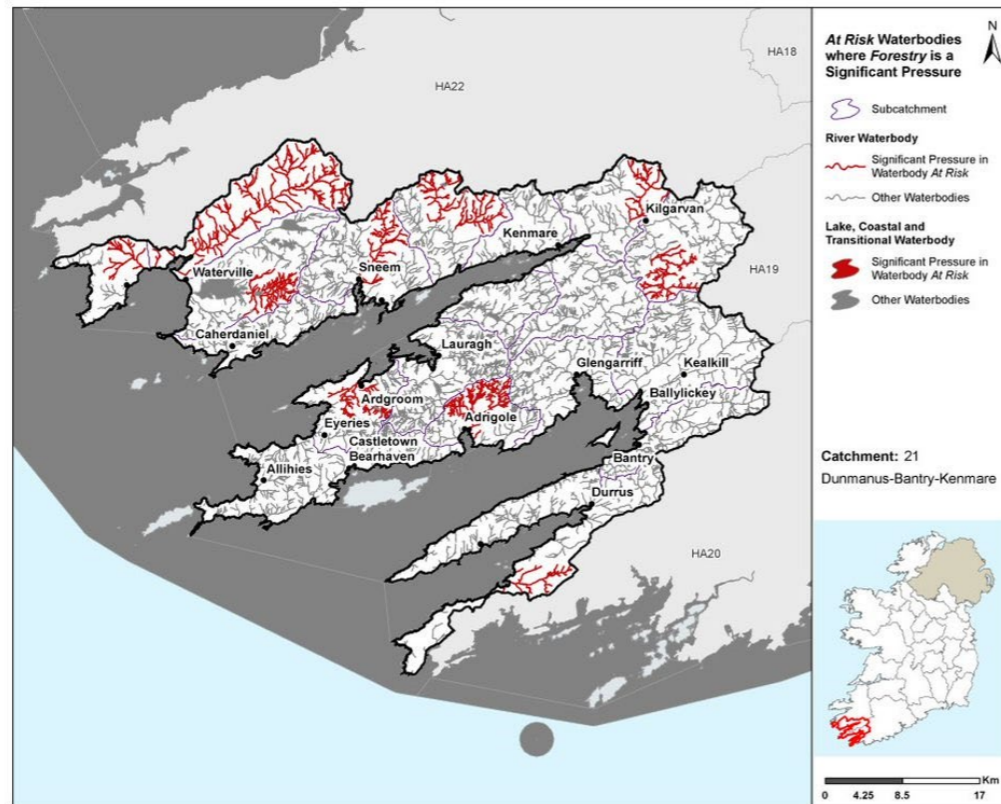 HA18
HA22
Kilgarvan
Kenmare
HA19
Waterville
Sneem
Caherdaniel
Lauragh
Glengarriff
Kealkill
Ardgroom
Ballylickey
Eyeries
Adrigole
Castletown
Bearhaven
Bantry
Allihies
Durrus
HA20
N
At Risk Waterbodies
where Forestry is a
Significant Pressure
Subcatchment
River Waterbody
Significant Pressure in
Waterbody At Risk
Other Waterbodies
Lake, Coastal and
Transitional Waterbody
Significant Pressure in
Waterbody At Risk
Other Waterbodies
Catchment: 21
Dunmanus-Bantry-Kenmare
Km
0 4.25 8.5 17